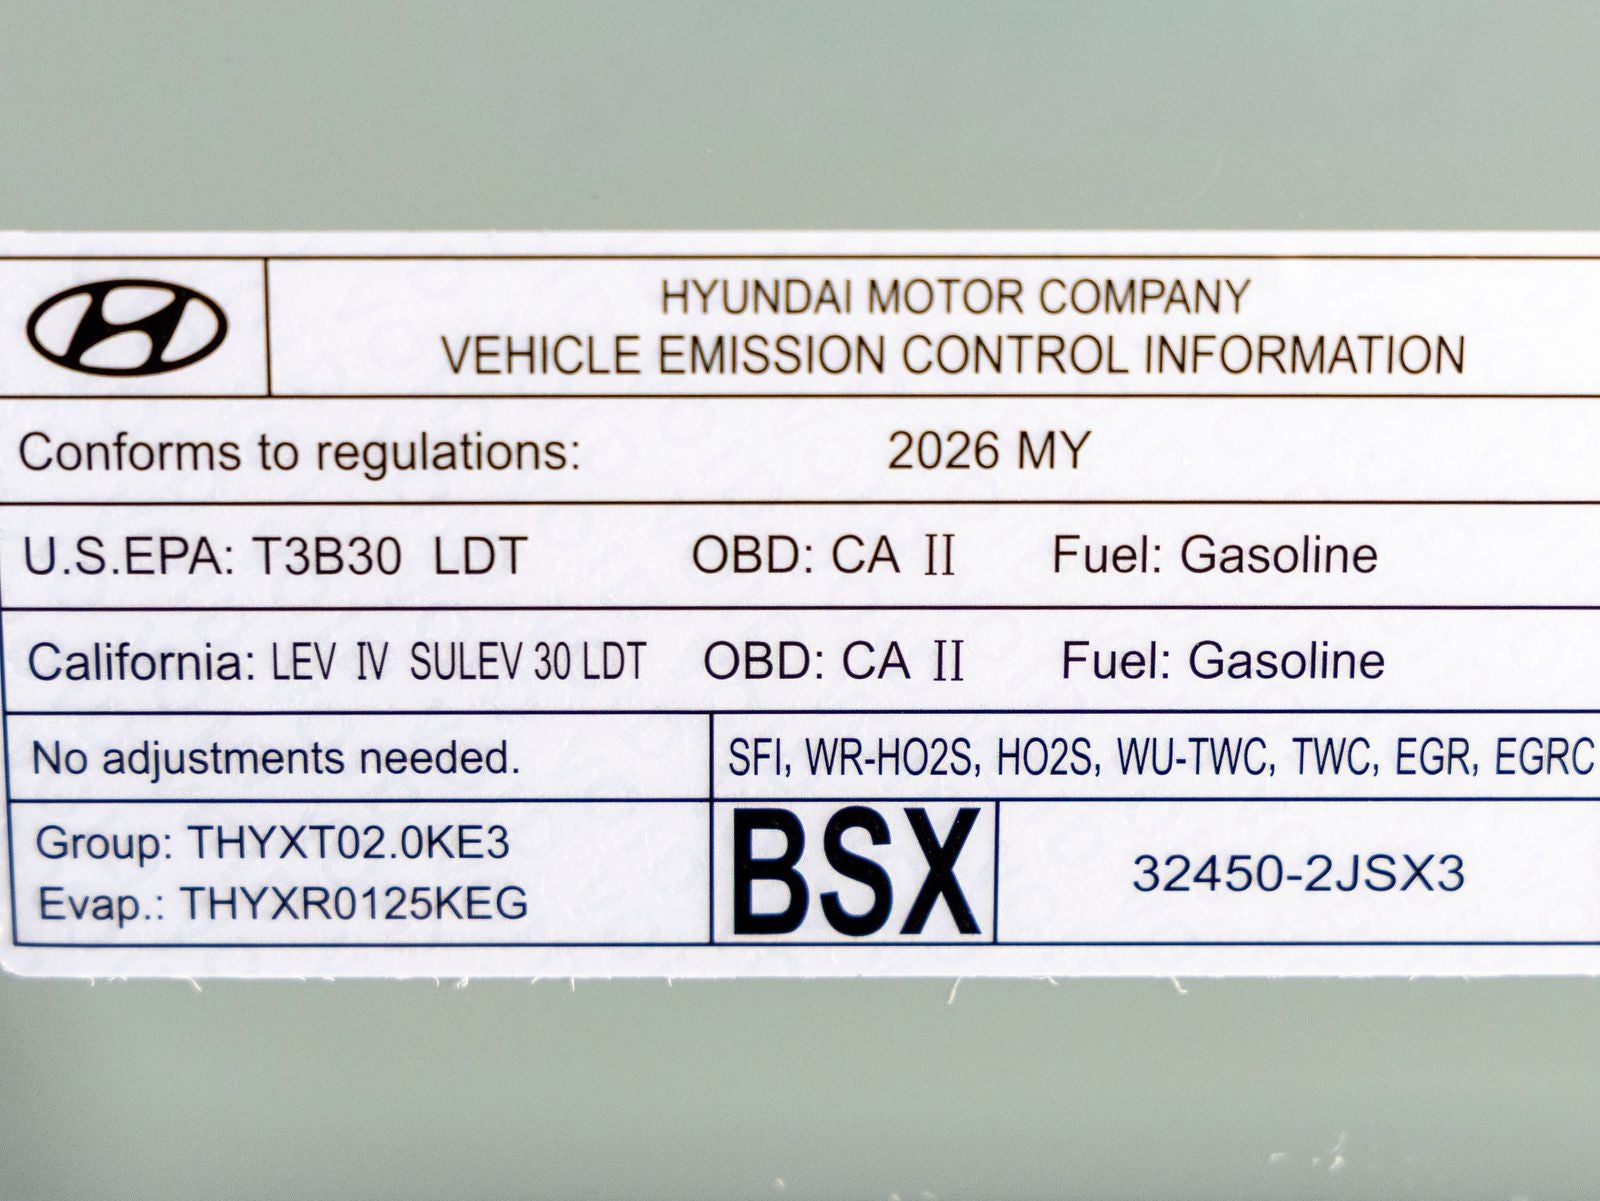 HYUNDAI MOTOR COMPANY
VEHICLE EMISSION CONTROL INFORMATION
Conforms to regulations: 2026 MY
U.S.EPA: T3B30 LDT OBD: CA II Fuel: Gasoline
California: LEV IV SULEV 30 LDT OBD: CA II Fuel: Gasoline
No adjustments needed. SFI, WR-HO2S, HO2S, WU-TWC, TWC, EGR, EGRC
Group: THYXT02.0KE3
Evap.: THYXR0125KEG
BSX
32450-2JSX3